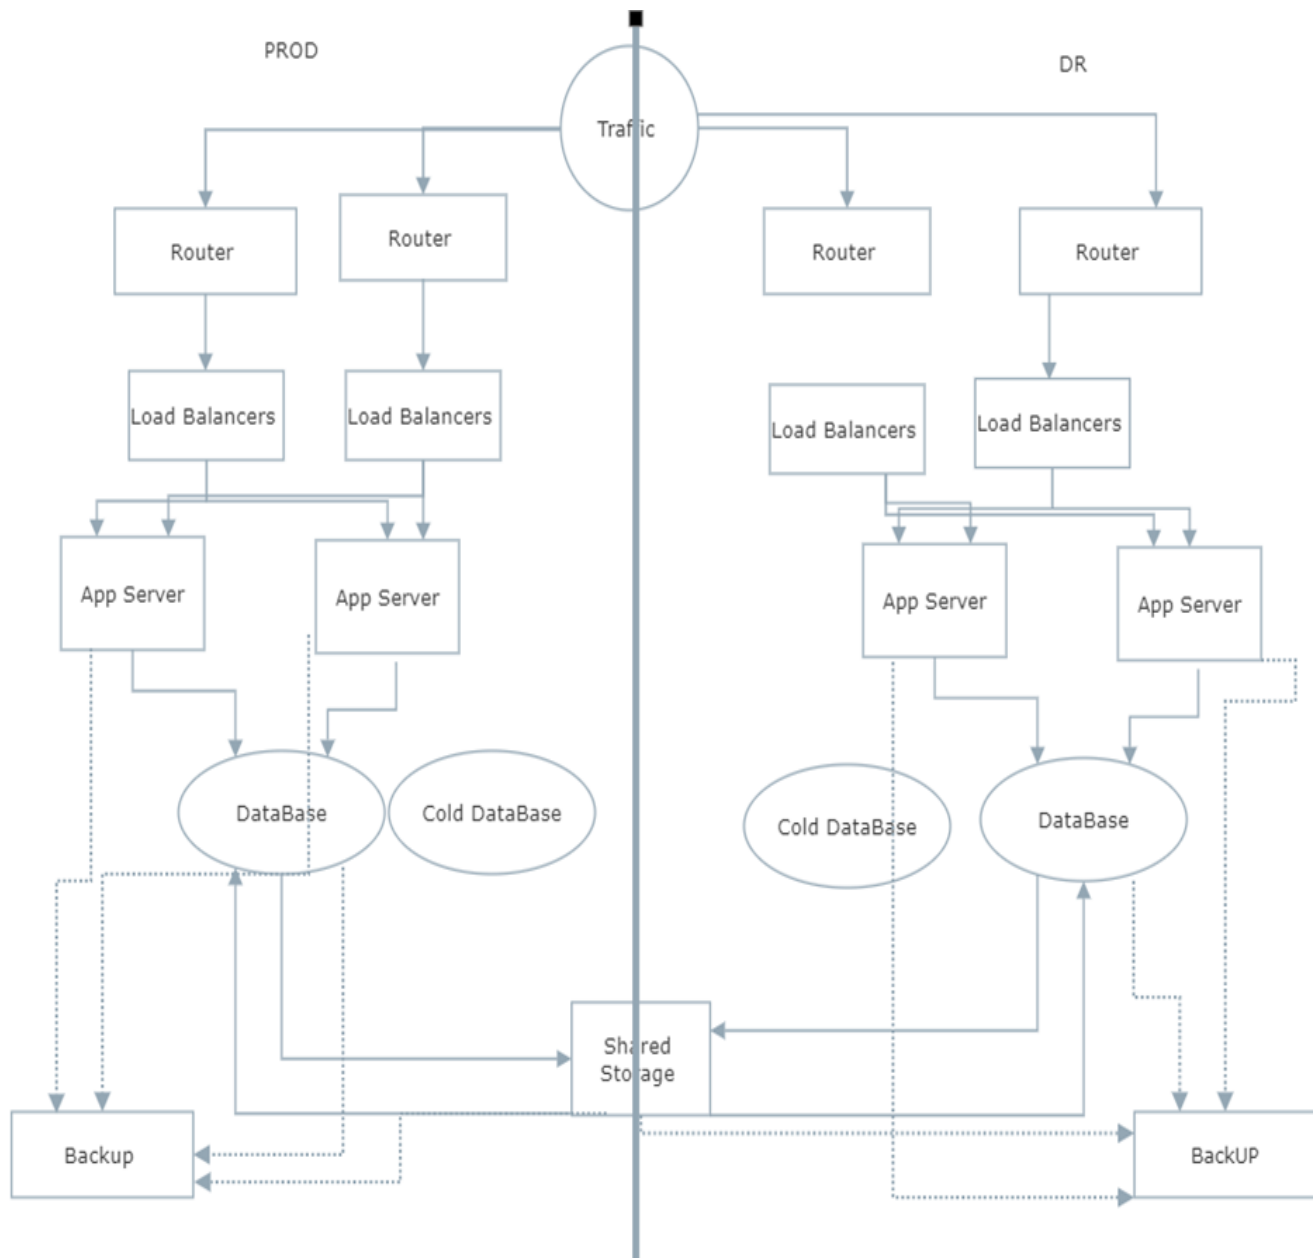 PROD
DR
Traffic
Router
Router
Router
Router
Load Balancers
Load Balancers
Load Balancers
Load Balancers
App Server
App Server
App Server
App Server
DataBase
Cold DataBase
Cold DataBase
DataBase
Shared
Storage
Backup
BackUP